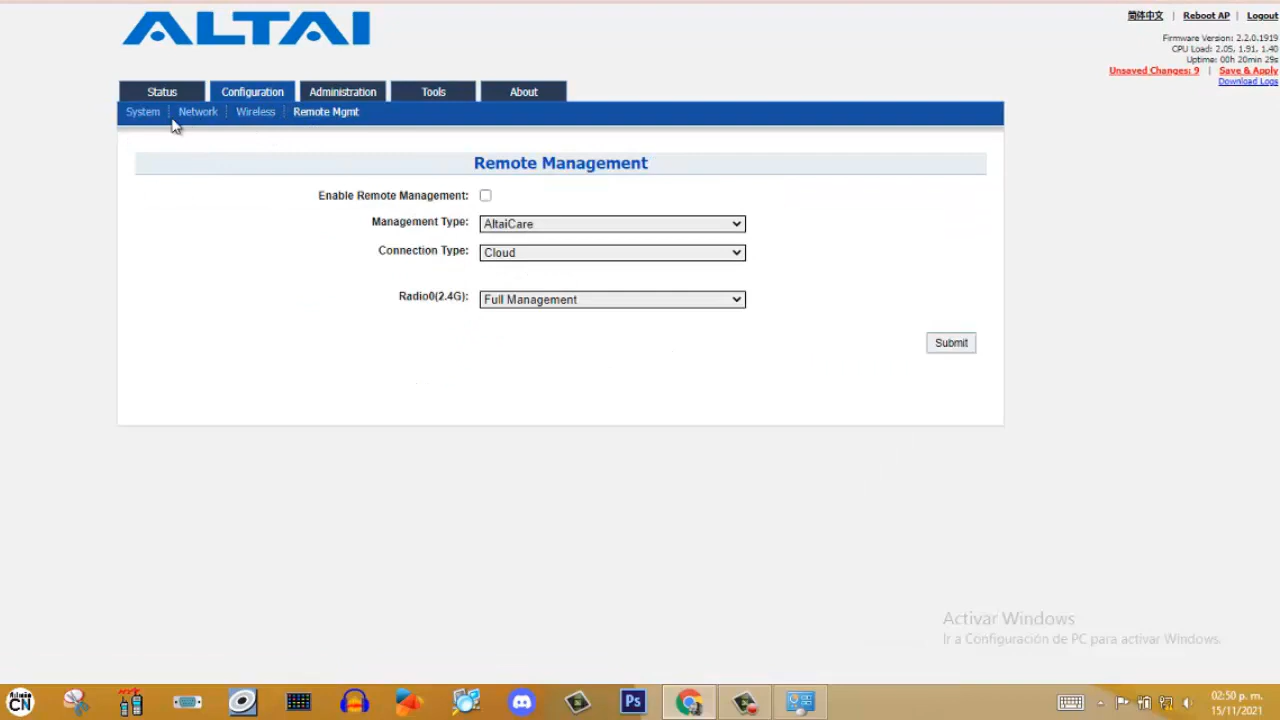 ALTAI
简体中文 | Reboot AP | Logout
Firmware Version: 2.2.0.1919
CPU Load: 2.05, 1.91, 1.40
Uptime: 00h 20min 29s
Unsaved Changes: 9 | Save & Apply
Download Logs
Status Configuration Administration Tools About
System Network Wireless Remote Mgmt
Remote Management
Enable Remote Management:
Management Type: AltaiCare
Connection Type: Cloud
Radio0(2.4G): Full Management
Submit
Activar Windows
Ir a Configuración de PC para activar Windows.
CN
Ps
02:50 p. m.
15/11/2021